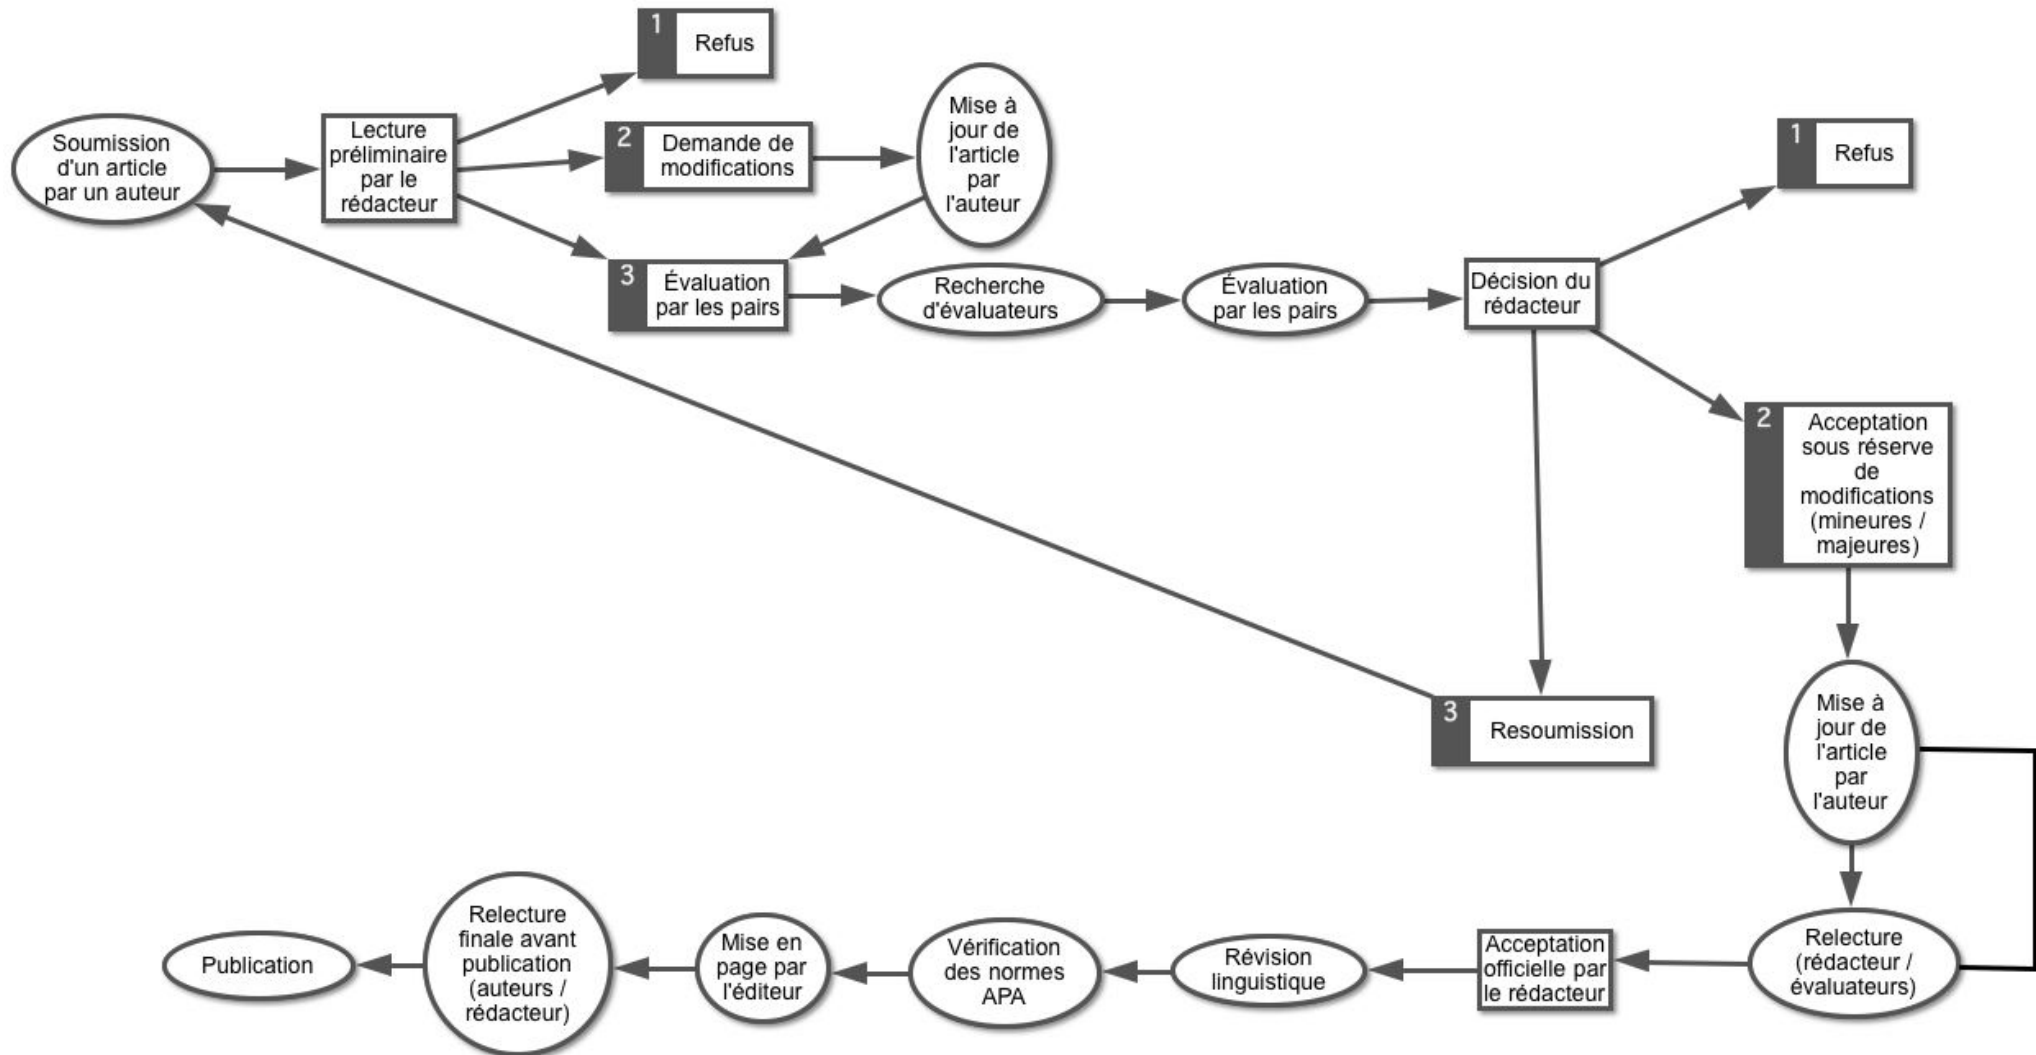 1
Refus
Soumission
d'un article
par un auteur
Lecture
préliminaire
par le
rédacteur
2
Demande de
modifications
Mise à
jour de
l'article
par
l'auteur
3
Évaluation
par les pairs
Recherche
d'évaluateurs
Évaluation
par les pairs
Décision du
rédacteur
1
Refus
2
Acceptation
sous réserve
de
modifications
(mineures /
majeures)
3
Resoumission
Mise à
jour de
l'article
par
l'auteur
Relecture
(rédacteur /
évaluateurs)
Acceptation
officielle par
le rédacteur
Révision
linguistique
Vérification
des normes
APA
Mise en
page par
l'éditeur
Relecture
finale avant
publication
(auteurs /
rédacteur)
Publication